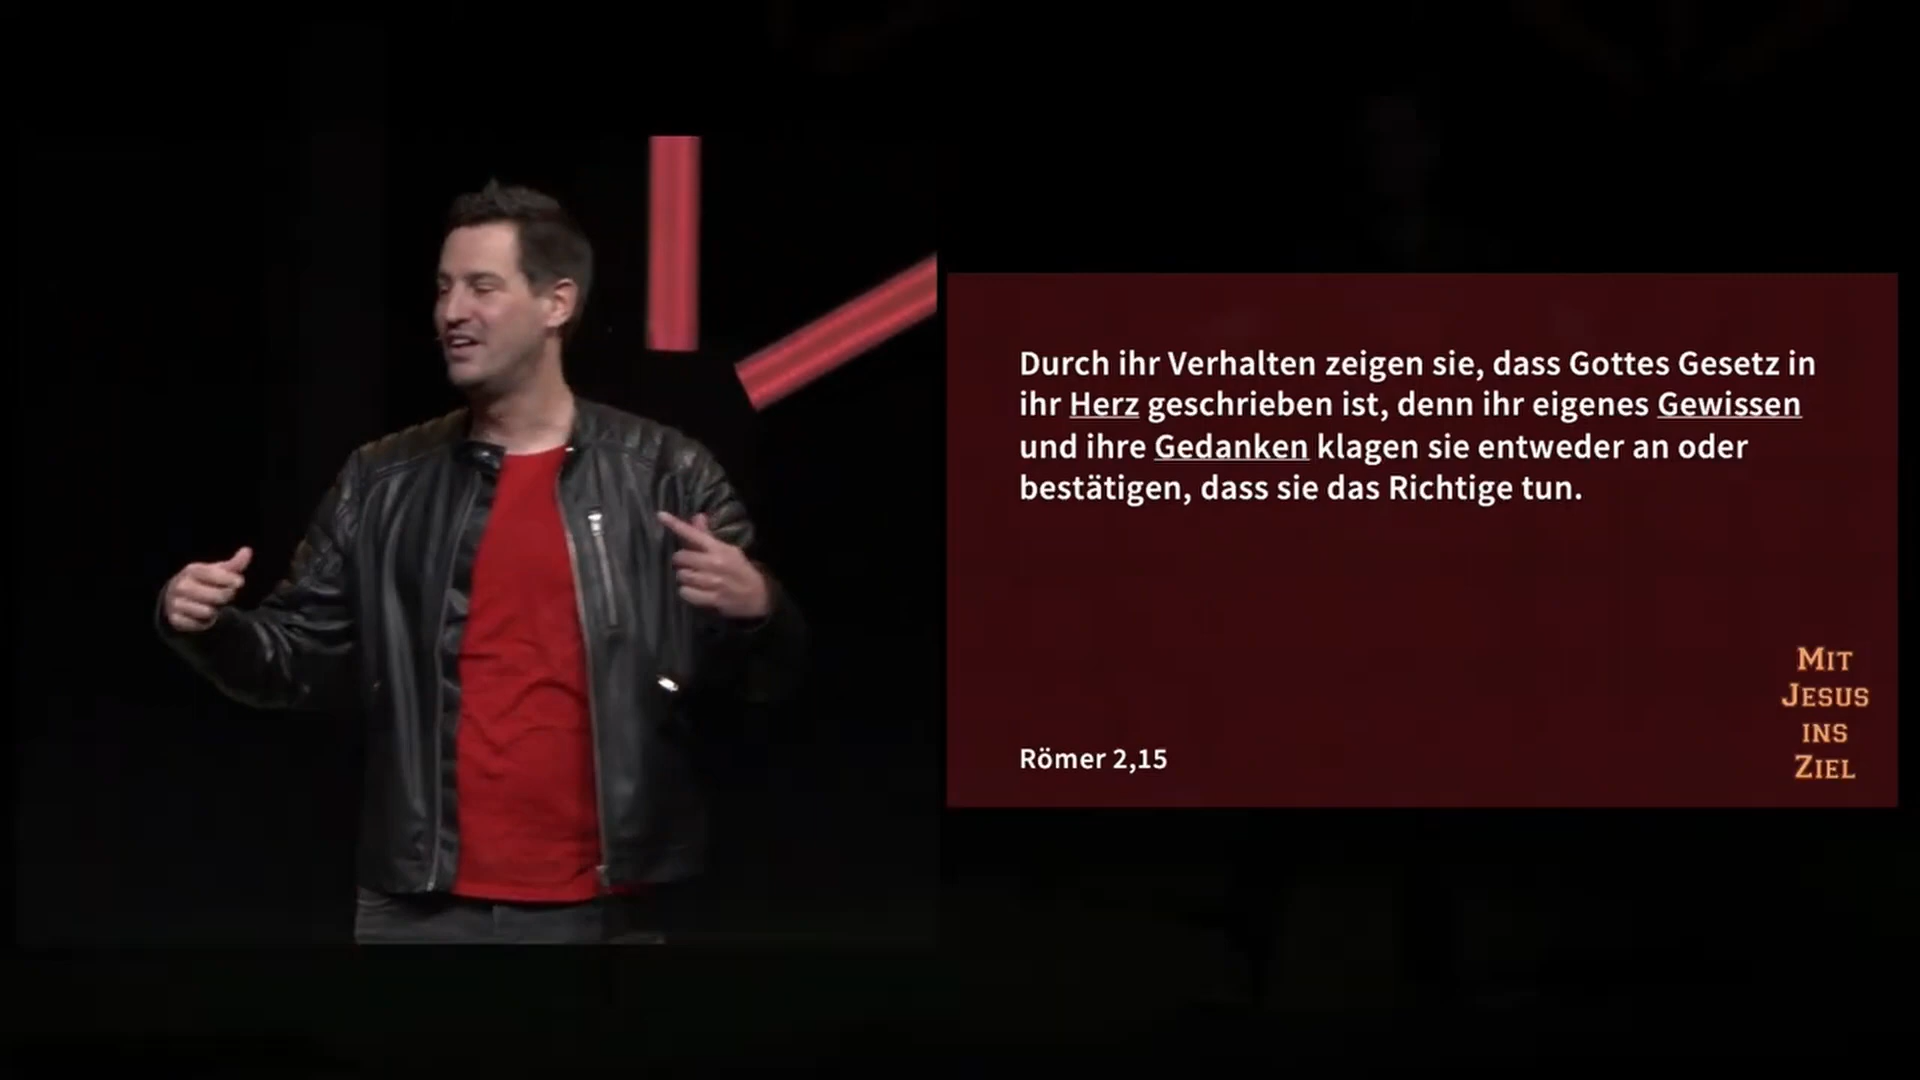 Durch ihr Verhalten zeigen sie, dass Gottes Gesetz in
ihr Herz geschrieben ist, denn ihr eigenes Gewissen
und ihre Gedanken klagen sie entweder an oder
bestätigen, dass sie das Richtige tun.
Römer 2,15
MIT
JESUS
INS
ZIEL